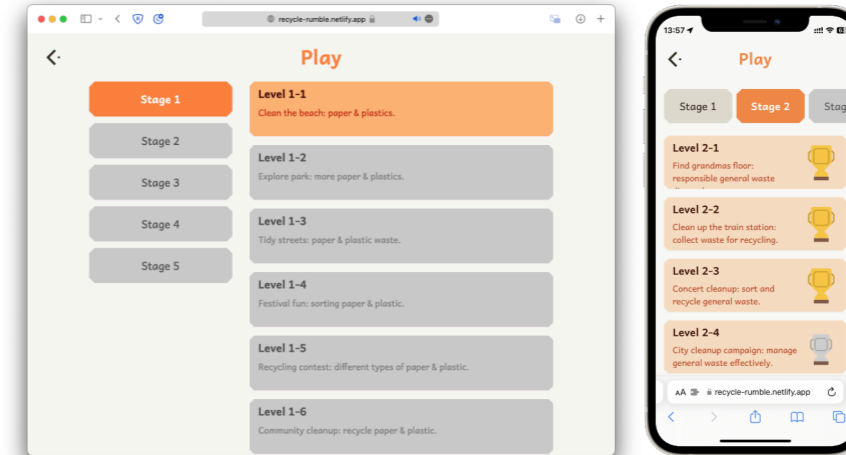 recycle-rumble.netlify.app
Play
Stage 1
Stage 2
Stage 3
Stage 4
Stage 5
Level 1-1
Clean the beach: paper & plastics.
Level 1-2
Explore park: more paper & plastics.
Level 1-3
Tidy streets: paper & plastic waste.
Level 1-4
Festival fun: sorting paper & plastic.
Level 1-5
Recycling contest: different types of paper & plastic.
Level 1-6
Community cleanup: recycle paper & plastic.
13:57
Play
Stage 1
Stage 2
Stag
Level 2-1
Find grandmas floor:
responsible general waste
Level 2-2
Clean up the train station:
collect waste for recycling.
Level 2-3
Concert cleanup: sort and
recycle general waste.
Level 2-4
City cleanup campaign: manage
general waste effectively.
AA
recycle-rumble.netlify.app